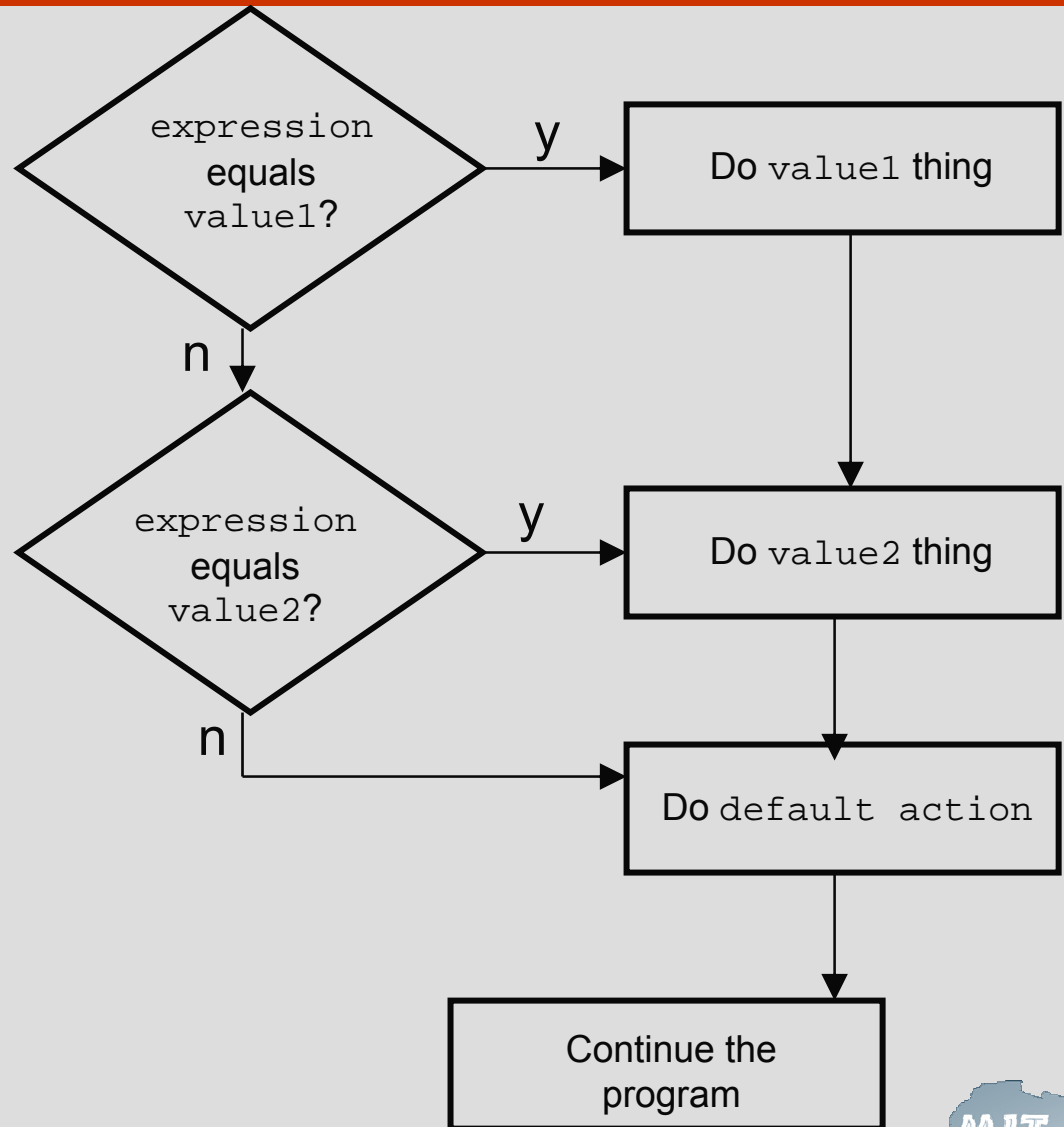 expression
equals
value1?
y
Do value1 thing
n
expression
equals
value2?
y
Do value2 thing
n
Do default action
Continue the
program